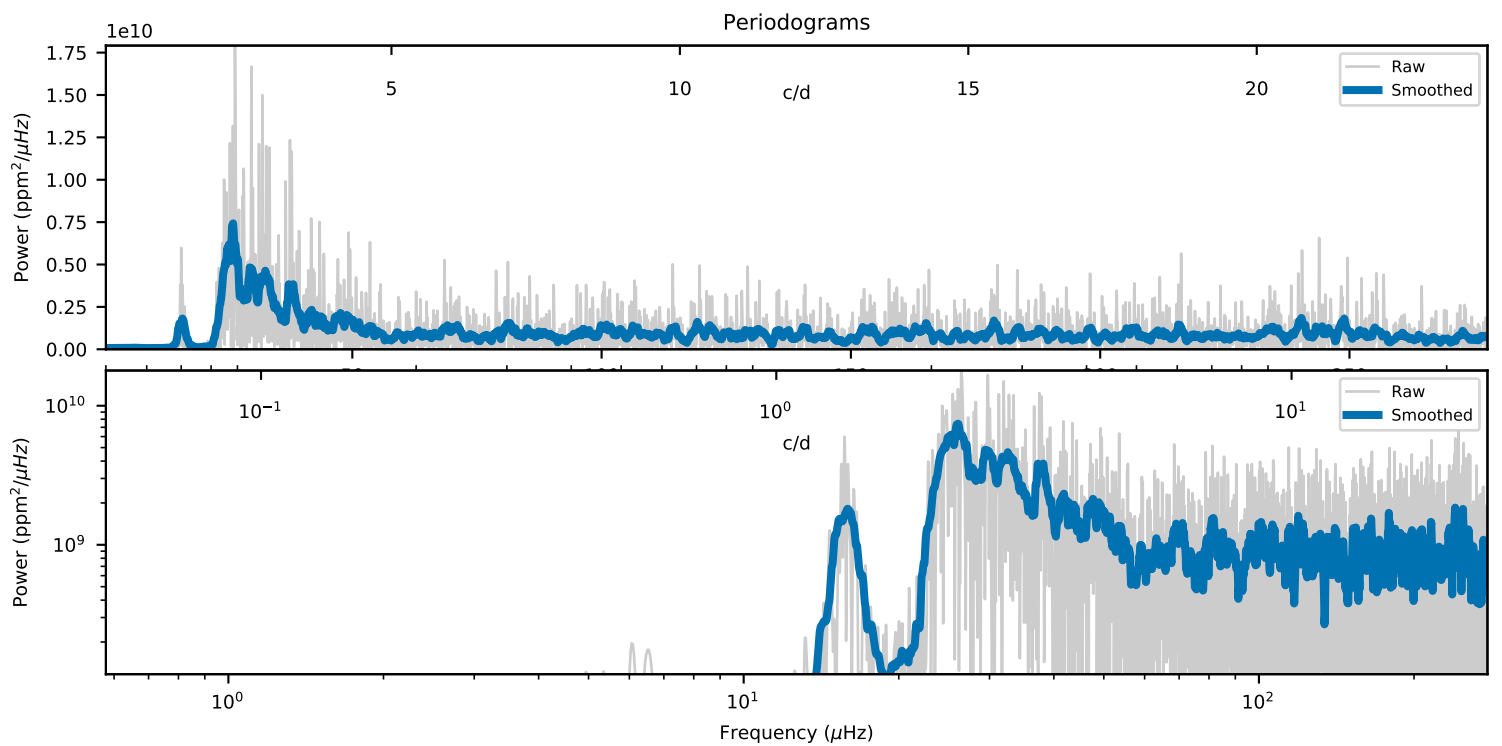 Periodograms
1e10
1.75
1.50
1.25
1.00
0.75
0.50
0.25
0.00
Power (ppm²/μHz)
5 10 15 20
c/d
Raw
Smoothed
10⁻¹ 10⁰ 10¹
c/d
Raw
Smoothed
10¹⁰
10⁹
Power (ppm²/μHz)
10⁰ 10¹ 10²
Frequency (μHz)